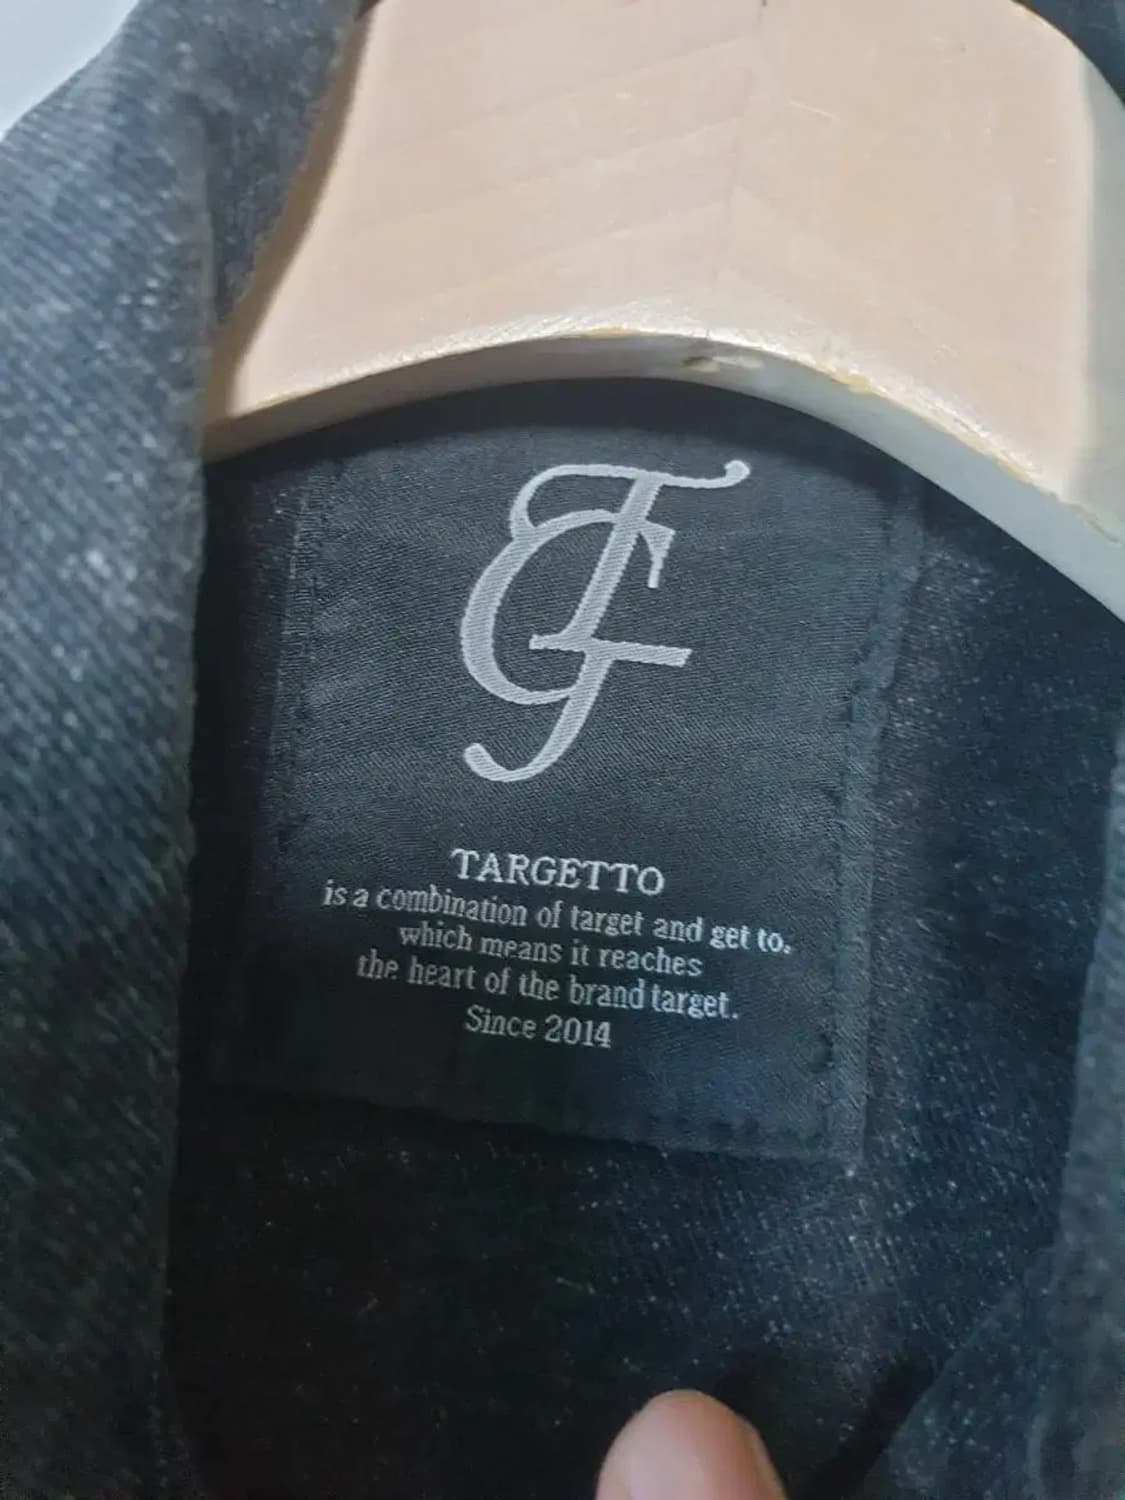 TARGETTO
is a combination of target and get to.
which means it reaches
the heart of the brand target.
Since 2014